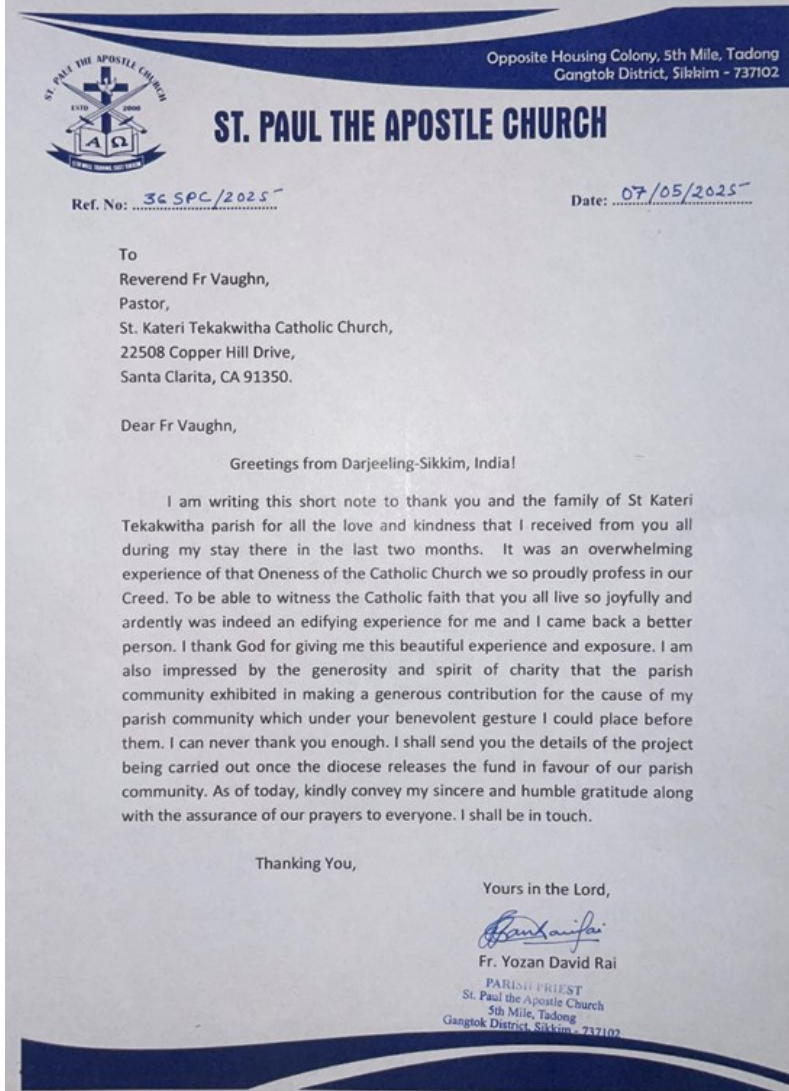 Opposite Housing Colony, 5th Mile, Tadong
Gangtok District, Sikkim - 737102
ST. PAUL THE APOSTLE CHURCH
ESTD 2006
Α Ω
ST. PAUL THE APOSTLE CHURCH
Ref. No: 36 SPC/2025
Date: 07/05/2025
To
Reverend Fr Vaughn,
Pastor,
St. Kateri Tekakwitha Catholic Church,
22508 Copper Hill Drive,
Santa Clarita, CA 91350.
Dear Fr Vaughn,
Greetings from Darjeeling-Sikkim, India!
I am writing this short note to thank you and the family of St Kateri
Tekakwitha parish for all the love and kindness that I received from you all
during my stay there in the last two months. It was an overwhelming
experience of that Oneness of the Catholic Church we so proudly profess in our
Creed. To be able to witness the Catholic faith that you all live so joyfully and
ardently was indeed an edifying experience for me and I came back a better
person. I thank God for giving me this beautiful experience and exposure. I am
also impressed by the generosity and spirit of charity that the parish
community exhibited in making a generous contribution for the cause of my
parish community which under your benevolent gesture I could place before
them. I can never thank you enough. I shall send you the details of the project
being carried out once the diocese releases the fund in favour of our parish
community. As of today, kindly convey my sincere and humble gratitude along
with the assurance of our prayers to everyone. I shall be in touch.
Thanking You,
Yours in the Lord,
Fr. Yozan David Rai
PARISH PRIEST
St. Paul the Apostle Church
5th Mile, Tadong
Gangtok District, Sikkim - 737102